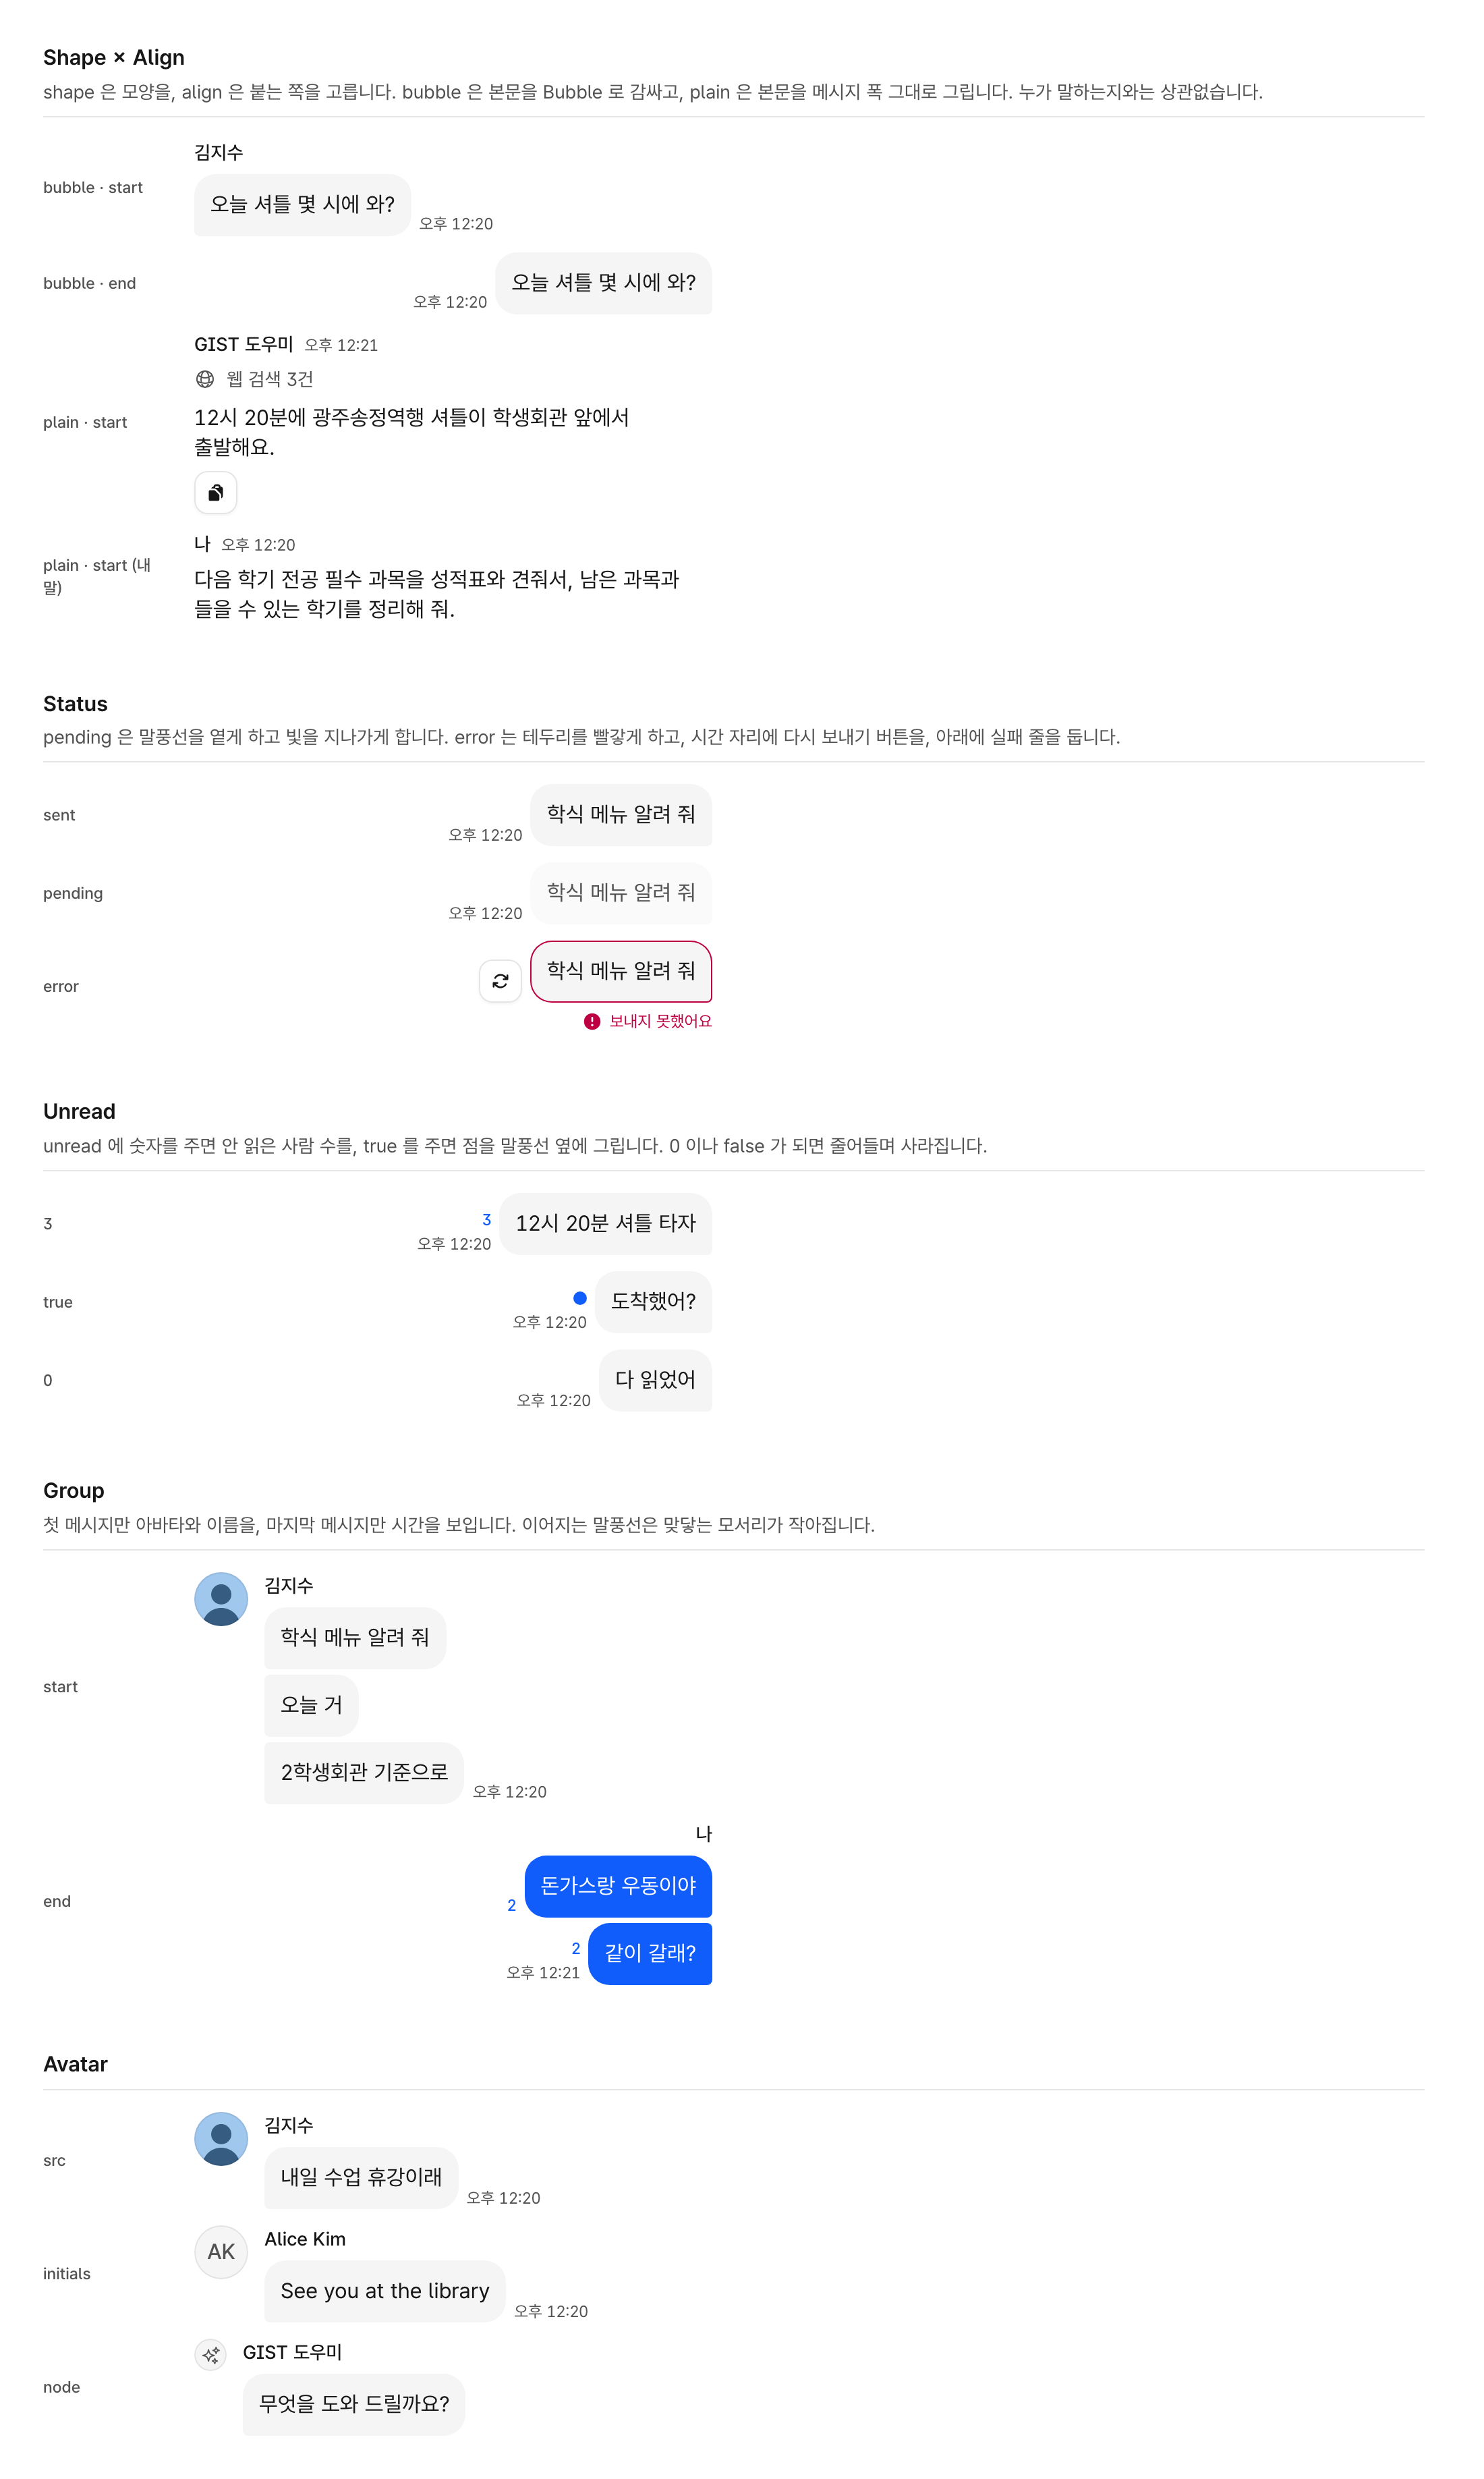 Shape × Align
shape 은 모양을, align 은 붙는 쪽을 고릅니다. bubble 은 본문을 Bubble 로 감싸고, plain 은 본문을 메시지 폭 그대로 그립니다. 누가 말하는지와는 상관없습니다.
bubble · start
김지수
오늘 셔틀 몇 시에 와?
오후 12:20
bubble · end
오후 12:20
오늘 셔틀 몇 시에 와?
plain · start
GIST 도우미 오후 12:21
웹 검색 3건
12시 20분에 광주송정역행 셔틀이 학생회관 앞에서
출발해요.
plain · start (내
말)
나 오후 12:20
다음 학기 전공 필수 과목을 성적표와 견줘서, 남은 과목과
들을 수 있는 학기를 정리해 줘.
Status
pending 은 말풍선을 옅게 하고 빛을 지나가게 합니다. error 는 테두리를 빨갛게 하고, 시간 자리에 다시 보내기 버튼을, 아래에 실패 줄을 둡니다.
sent
오후 12:20
학식 메뉴 알려 줘
pending
오후 12:20
학식 메뉴 알려 줘
error
학식 메뉴 알려 줘
보내지 못했어요
Unread
unread 에 숫자를 주면 안 읽은 사람 수를, true 를 주면 점을 말풍선 옆에 그립니다. 0 이나 false 가 되면 줄어들며 사라집니다.
3
3
오후 12:20
12시 20분 셔틀 타자
true
오후 12:20
도착했어?
0
오후 12:20
다 읽었어
Group
첫 메시지만 아바타와 이름을, 마지막 메시지만 시간을 보입니다. 이어지는 말풍선은 맞닿는 모서리가 작아집니다.
start
김지수
학식 메뉴 알려 줘
오늘 거
2학생회관 기준으로
오후 12:20
end
나
2
돈가스랑 우동이야
2
오후 12:21
같이 갈래?
Avatar
src
김지수
내일 수업 휴강이래
오후 12:20
initials
AK
Alice Kim
See you at the library
오후 12:20
node
GIST 도우미
무엇을 도와 드릴까요?